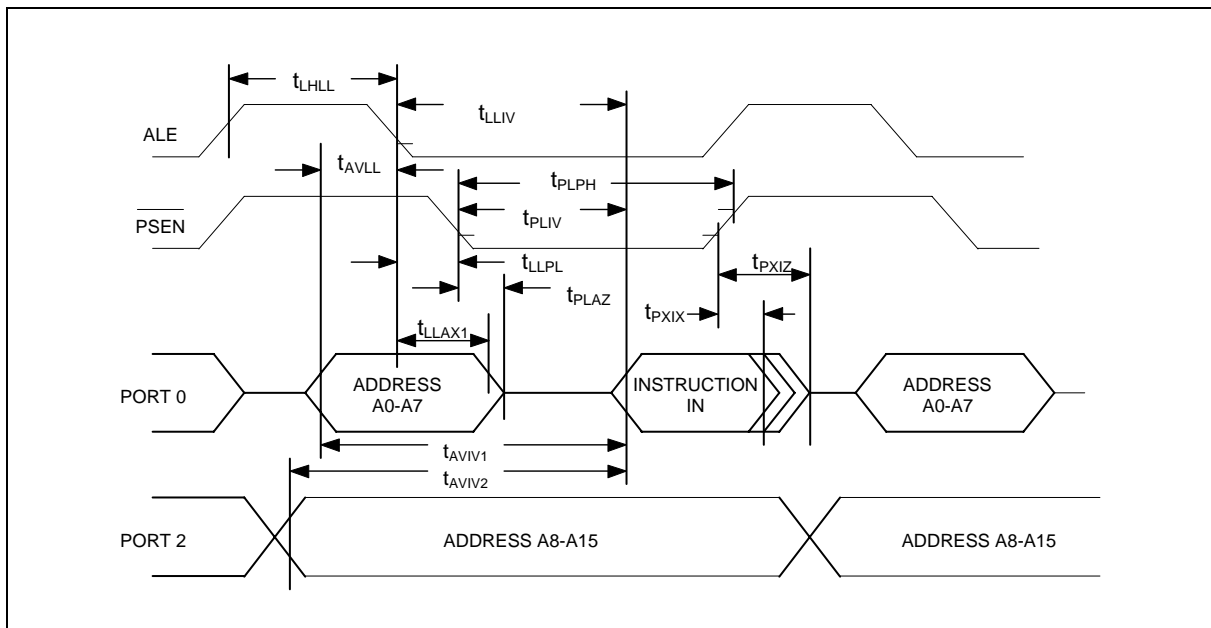 tLHLL
tLLIV
ALE
tAVLL
tPLPH
PSEN
tPLIV
tLLPL
tPXIZ
tPLAZ
tPXIX
tLLAX1
PORT 0
ADDRESS
A0-A7
INSTRUCTION
IN
ADDRESS
A0-A7
tAVIV1
tAVIV2
PORT 2
ADDRESS A8-A15
ADDRESS A8-A15